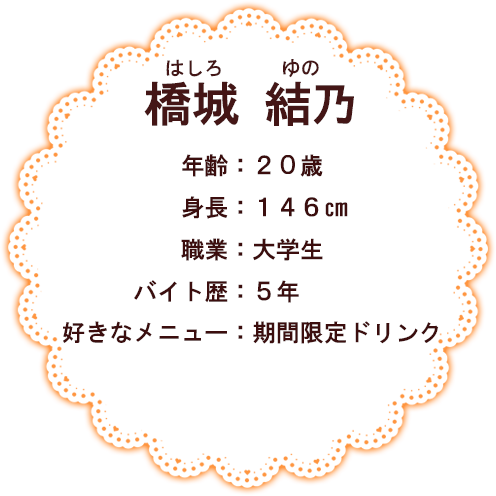 はしろ ゆの
橋城 結乃
年齢：２０歳
身長：１４６㎝
職業：大学生
バイト歴：５年
好きなメニュー：期間限定ドリンク